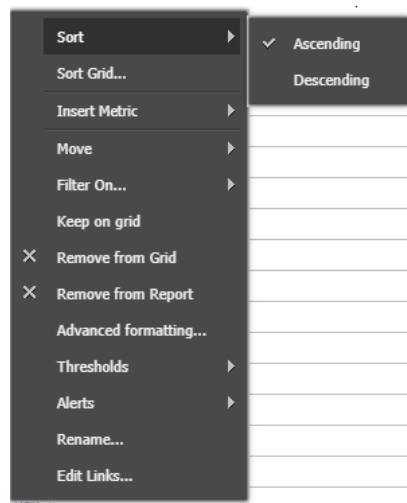 Sort
Ascending
Descending
Sort Grid...
Insert Metric
Move
Filter On...
Keep on grid
Remove from Grid
Remove from Report
Advanced formatting...
Thresholds
Alerts
Rename...
Edit Links...